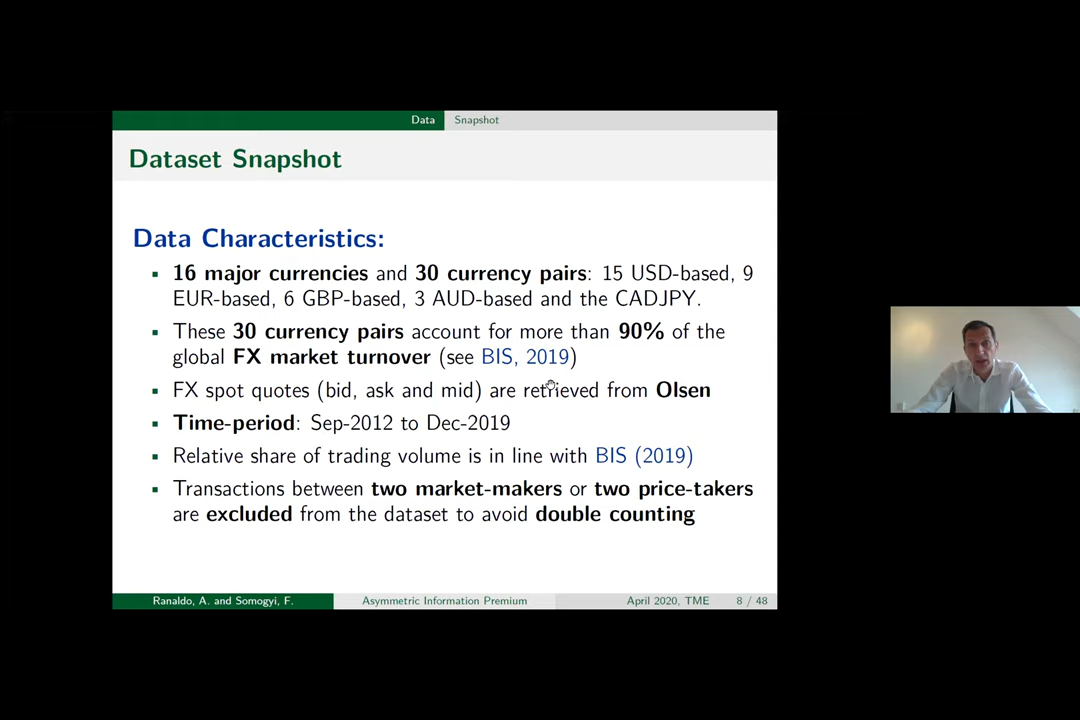 Data Snapshot
Dataset Snapshot
Data Characteristics:
16 major currencies and 30 currency pairs: 15 USD-based, 9
EUR-based, 6 GBP-based, 3 AUD-based and the CADJPY.
These 30 currency pairs account for more than 90% of the
global FX market turnover (see BIS, 2019)
FX spot quotes (bid, ask and mid) are retrieved from Olsen
Time-period: Sep-2012 to Dec-2019
Relative share of trading volume is in line with BIS (2019)
Transactions between two market-makers or two price-takers
are excluded from the dataset to avoid double counting
Ranaldo, A. and Somogyi, F. Asymmetric Information Premium April 2020, TME 8 / 48